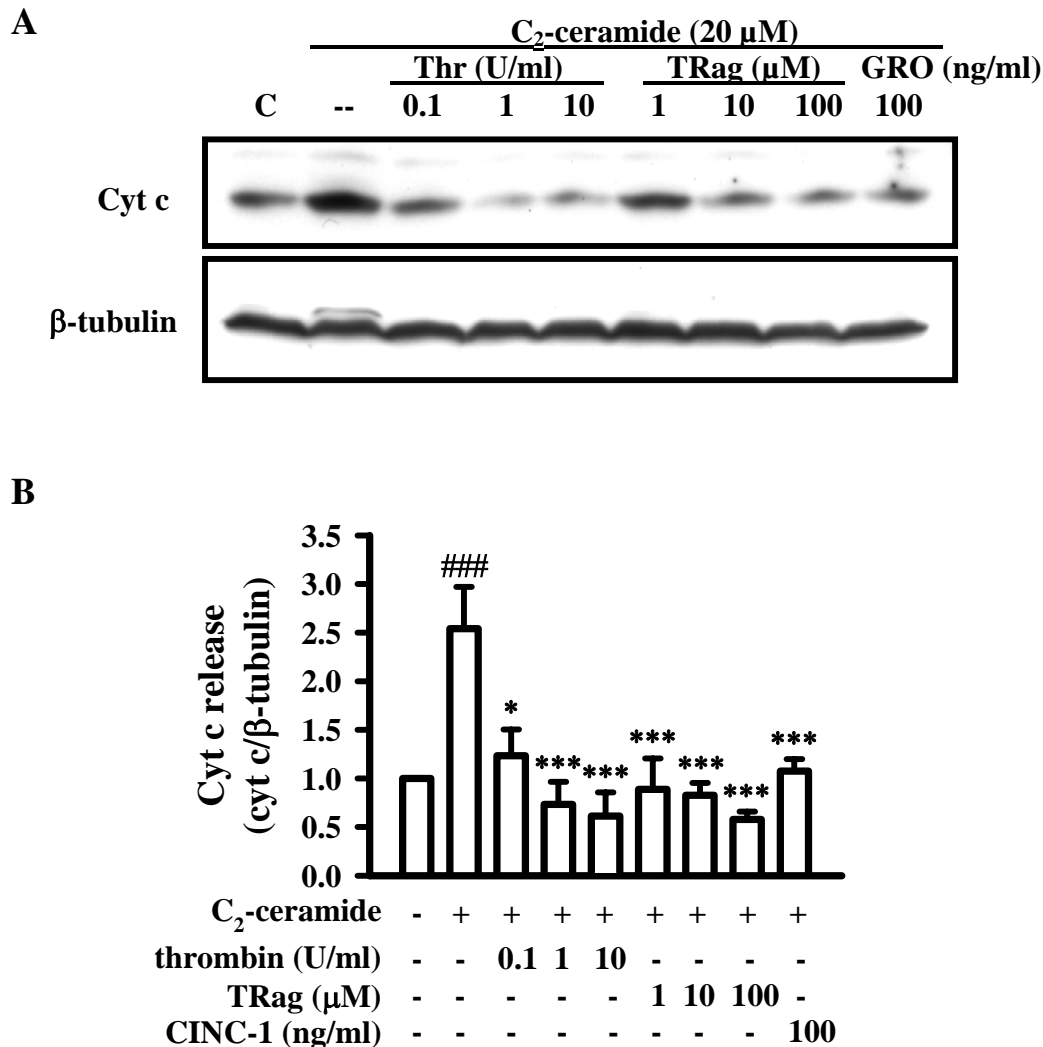 A
C₂-ceramide (20 µM)
Thr (U/ml) TRag (µM) GRO (ng/ml)
C -- 0.1 1 10 1 10 100 100
Cyt c
β-tubulin
B
3.5
3.0
2.5
2.0
1.5
1.0
0.5
0.0
Cyt c release
(cyt c/β-tubulin)
###
*
***
***
***
***
***
***
C₂-ceramide - + + + + + + + +
thrombin (U/ml) - - 0.1 1 10 - - - -
TRag (µM) - - - - - 1 10 100 -
CINC-1 (ng/ml) - - - - - - - - 100